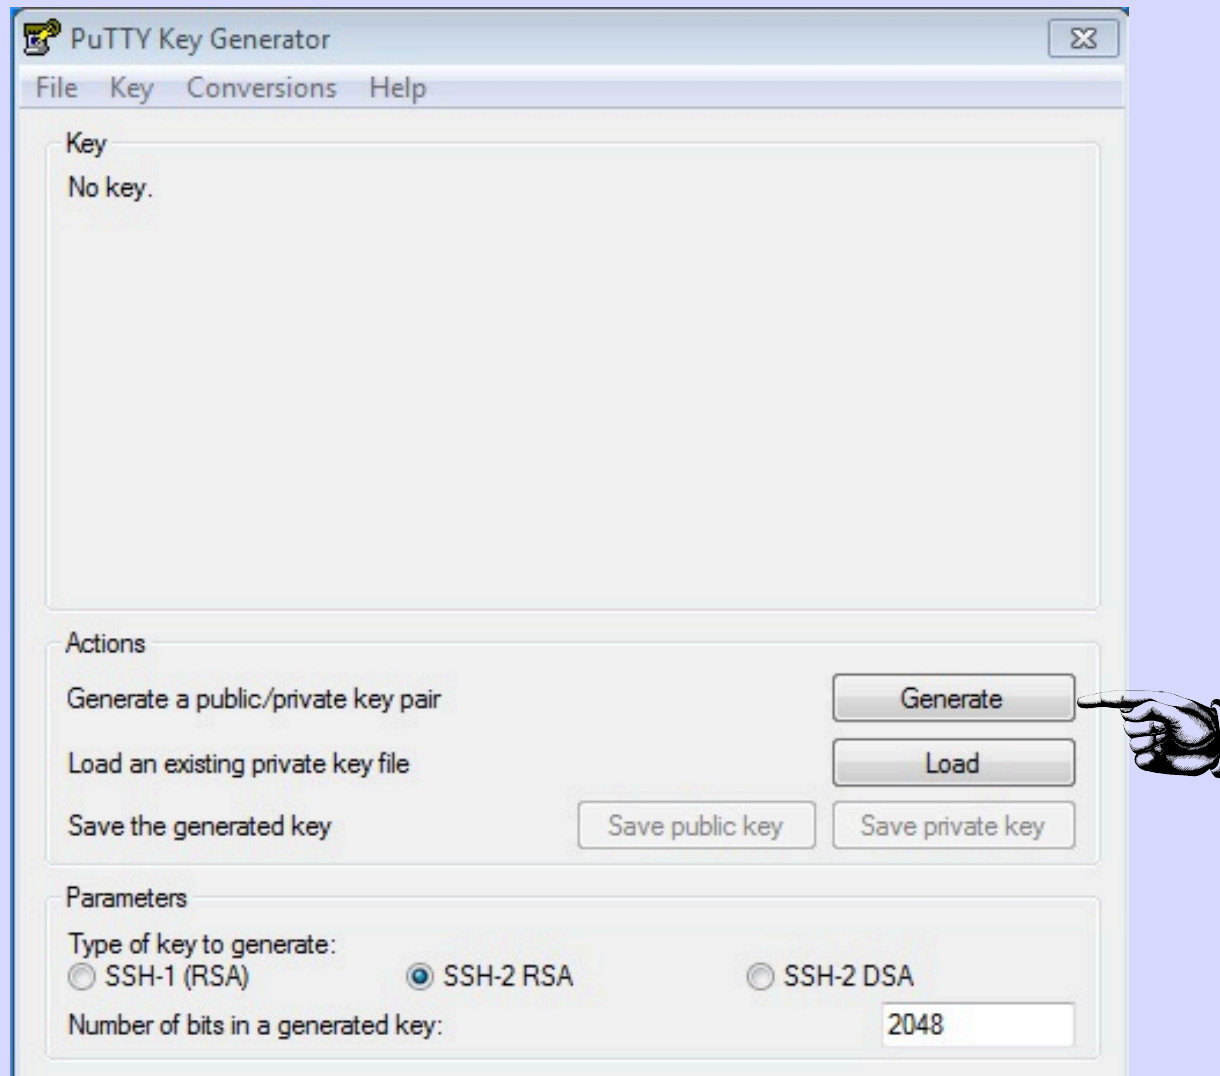 PuTTY Key Generator
File Key Conversions Help
Key
No key.
Actions
Generate a public/private key pair Generate
Load an existing private key file Load
Save the generated key Save public key Save private key
Parameters
Type of key to generate:
SSH-1 (RSA) SSH-2 RSA SSH-2 DSA
Number of bits in a generated key: 2048